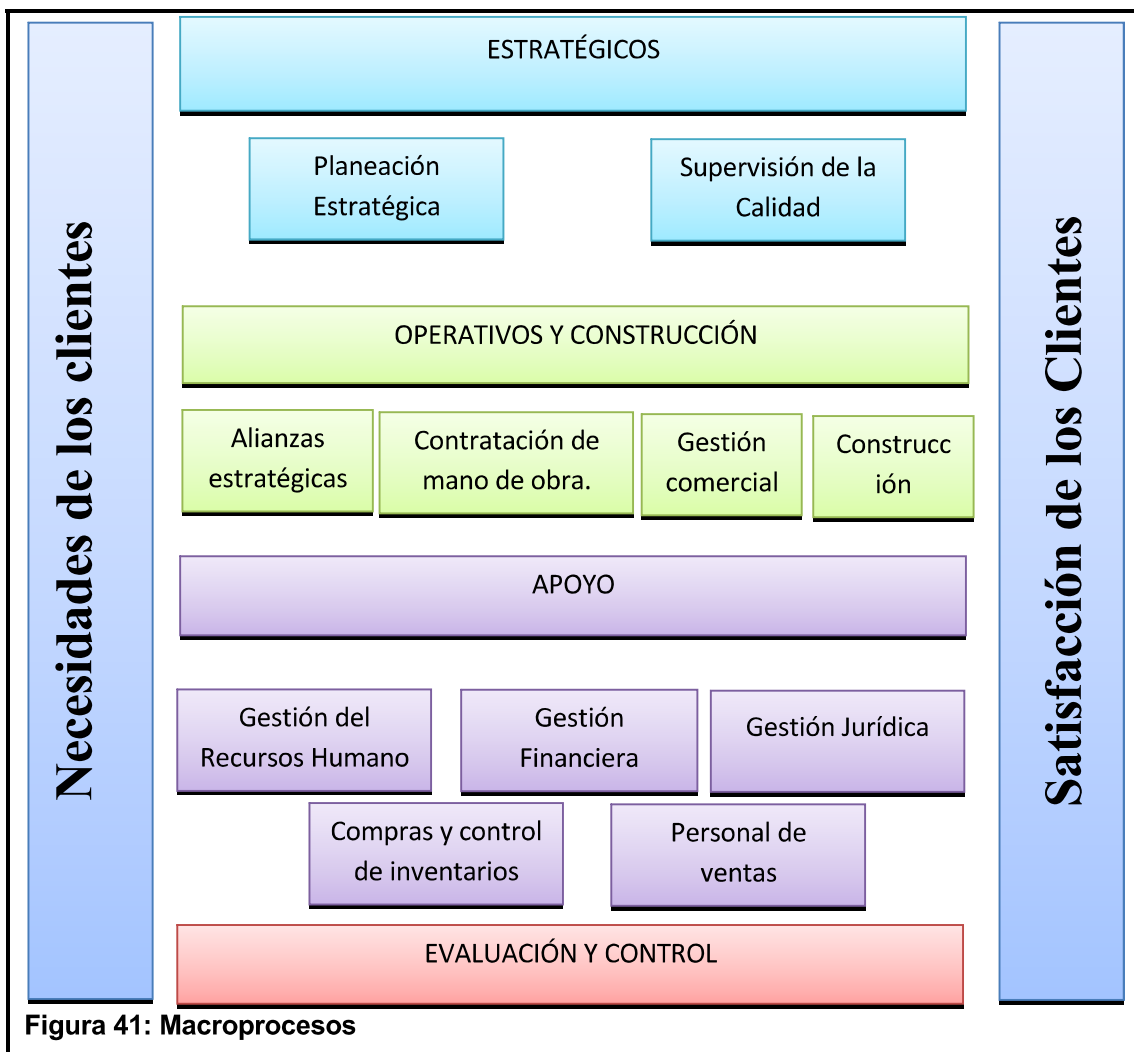 Necesidades de los clientes
ESTRATÉGICOS
Planeación
Estratégica
Supervisión de la
Calidad
OPERATIVOS Y CONSTRUCCIÓN
Alianzas
estratégicas
Contratación de
mano de obra.
Gestión
comercial
Construcc
ión
APOYO
Gestión del
Recursos Humano
Gestión
Financiera
Gestión Jurídica
Compras y control
de inventarios
Personal de
ventas
EVALUACIÓN Y CONTROL
Satisfacción de los Clientes
Figura 41: Macroprocesos